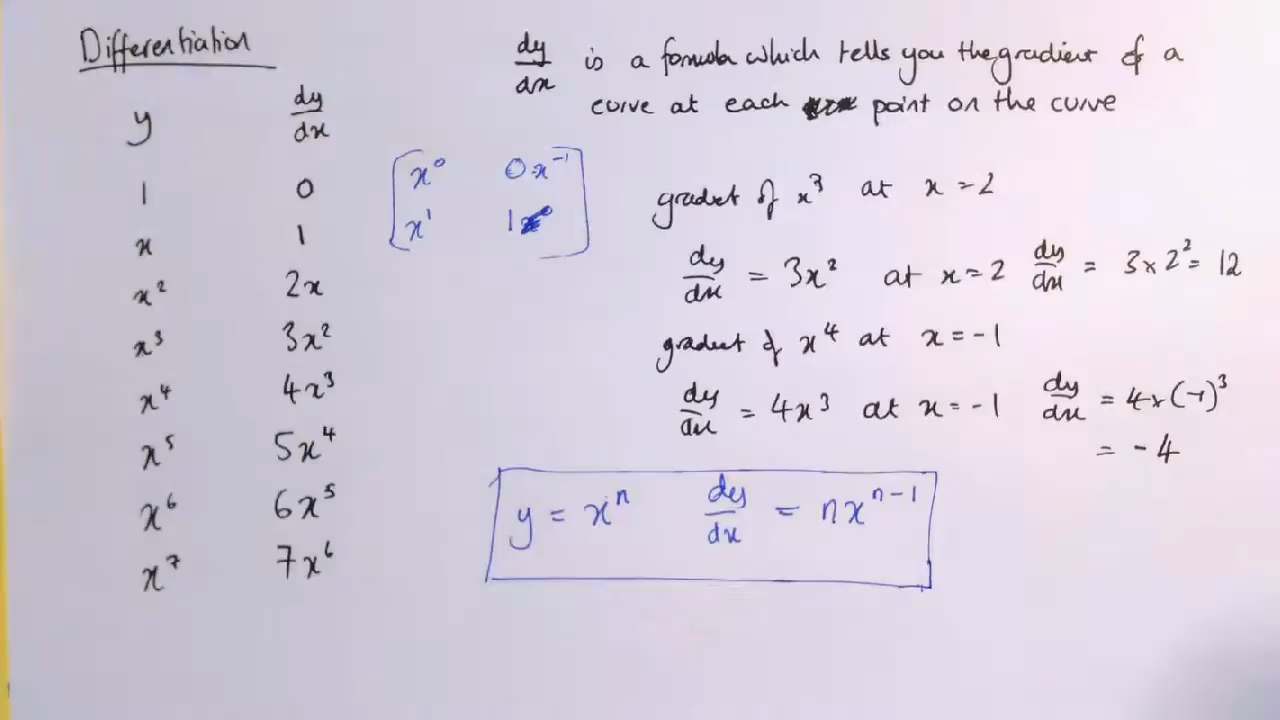 Differentiation
y dy/dx
1 0
x 1
x² 2x
x³ 3x²
x⁴ 4x³
x⁵ 5x⁴
x⁶ 6x⁵
x⁷ 7x⁶
x⁰ 0x⁻¹
x¹ 1
dy/dx is a formula which tells you the gradient of a
curve at each point on the curve
gradient of x³ at x = 2
dy/dx = 3x² at x = 2 dy/dx = 3 × 2² = 12
gradient of x⁴ at x = -1
dy/dx = 4x³ at x = -1 dy/dx = 4 × (-1)³
= -4
y = xⁿ dy/dx = nxⁿ⁻¹